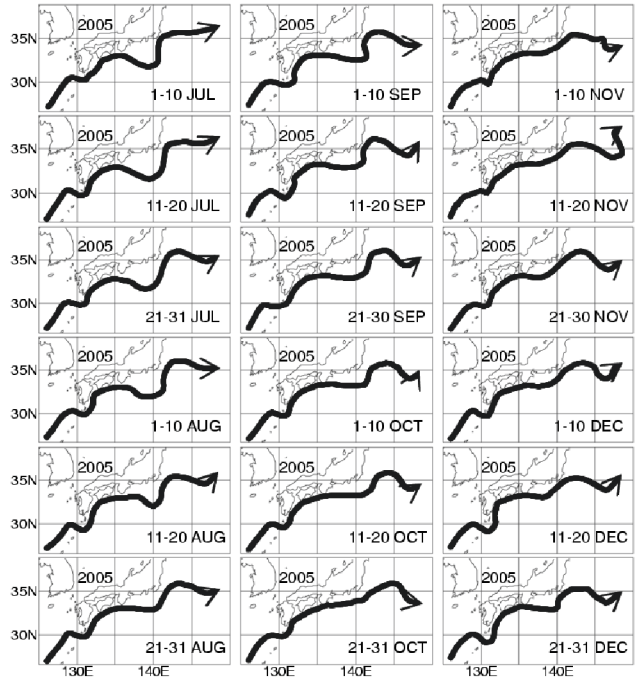 35N 2005 2005 2005
30N
1-10 JUL 1-10 SEP 1-10 NOV
2005 2005 2005
35N
30N
11-20 JUL 11-20 SEP 11-20 NOV
2005 2005 2005
35N
30N
21-31 JUL 21-30 SEP 21-30 NOV
2005 2005 2005
35N
30N
1-10 AUG 1-10 OCT 1-10 DEC
2005 2005 2005
35N
30N
11-20 AUG 11-20 OCT 11-20 DEC
2005 2005 2005
35N
30N
21-31 AUG 21-31 OCT 21-31 DEC
130E 140E 130E 140E 130E 140E